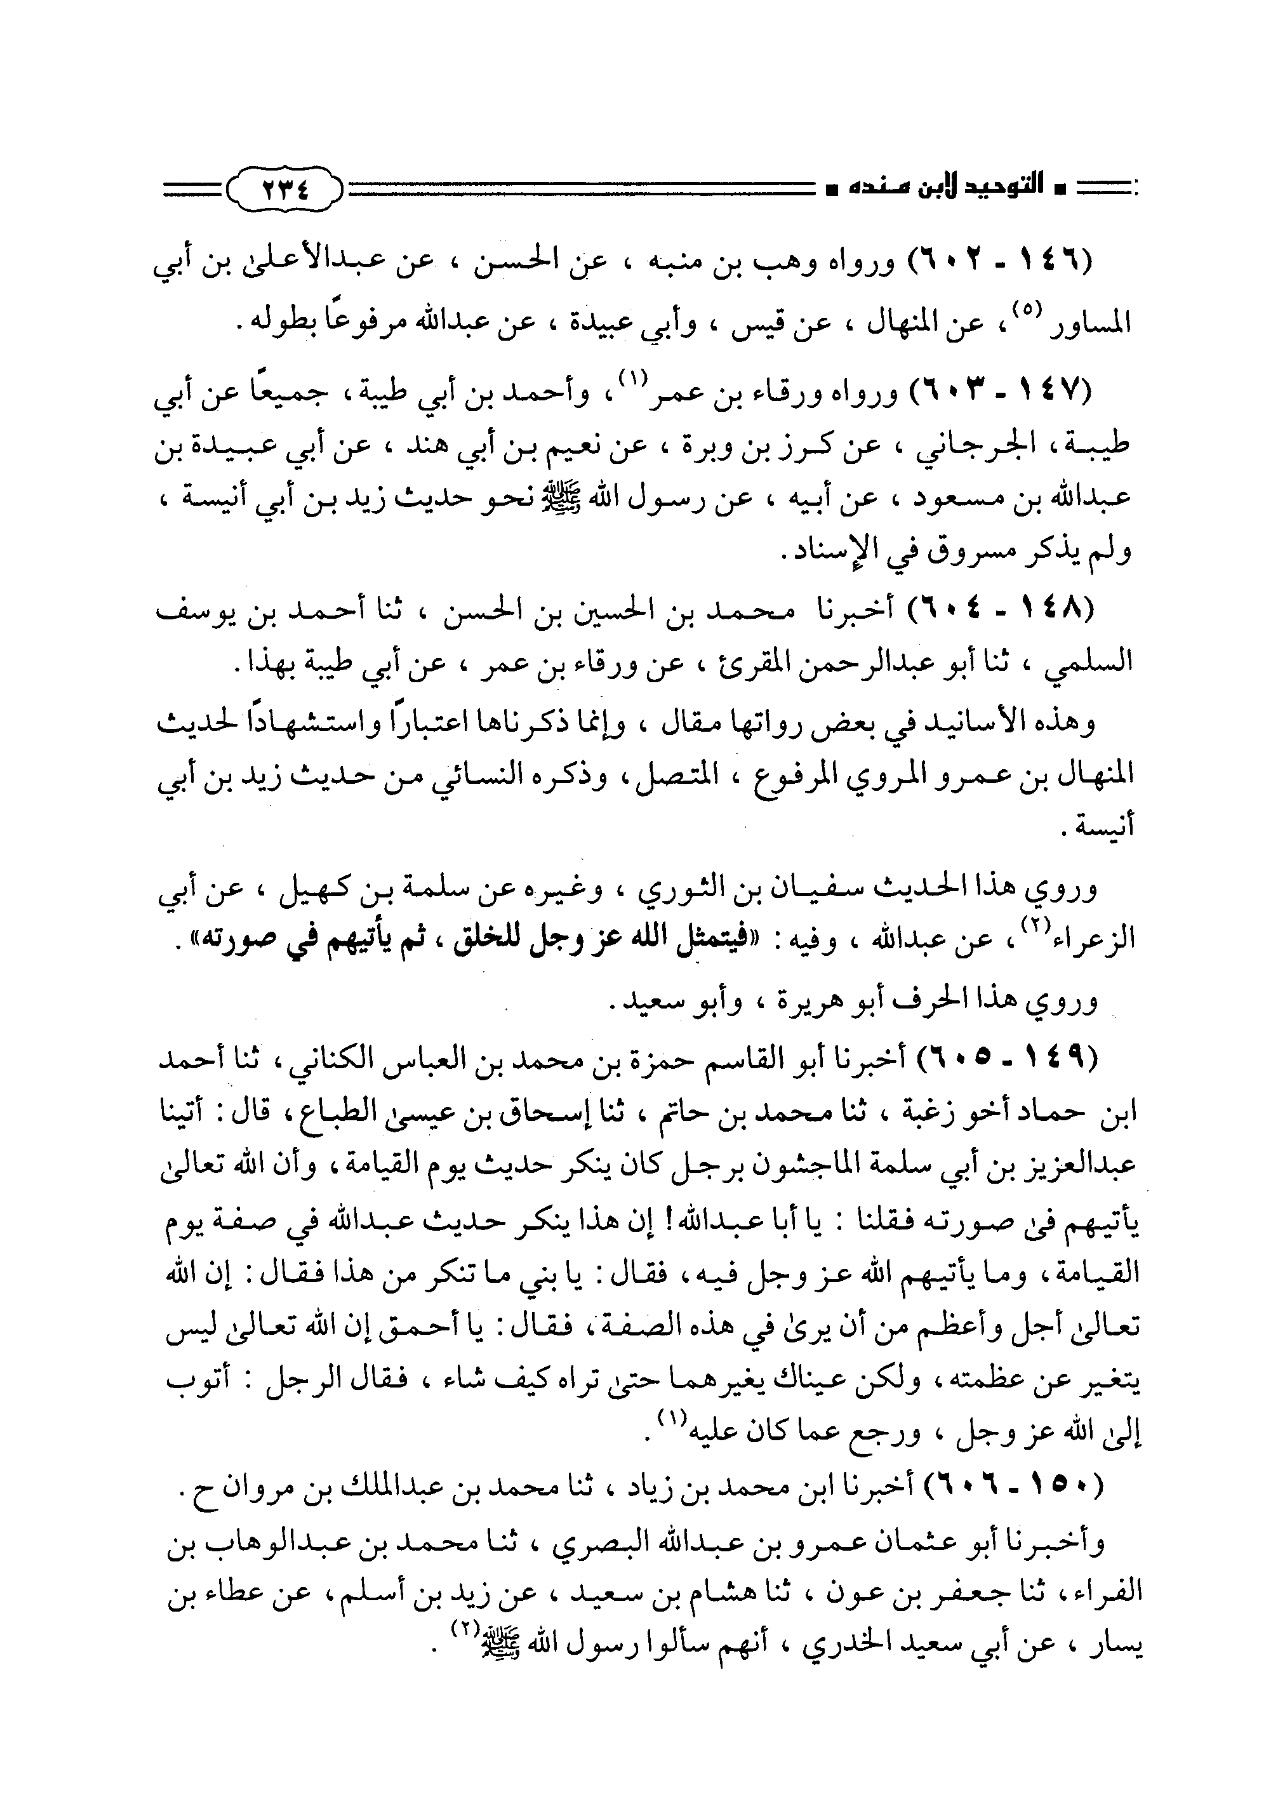 ■ التوحيد لابن منده ■ ٢٣٤
(١٤٦ - ٦٠٢) ورواه وهب بن منبه ، عن الحسن ، عن عبدالأعلىٰ بن أبي
المساور (٥)، عن المنهال ، عن قيس ، وأبي عبيدة ، عن عبدالله مرفوعًا بطوله .
(١٤٧ - ٦٠٣) ورواه ورقاء بن عمر(١)، وأحمد بن أبي طيبة، جميعًا عن أبي
طيبة، الجرجاني ، عن كرز بن وبرة ، عن نعيم بن أبي هند ، عن أبي عبيدة بن
عبدالله بن مسعود ، عن أبيه ، عن رسول الله ﷺ نحو حديث زيد بن أبي أنيسة ،
ولم يذكر مسروق في الإسناد .
(١٤٨ - ٦٠٤) أخبرنا محمد بن الحسين بن الحسن ، ثنا أحمد بن يوسف
السلمي ، ثنا أبو عبدالرحمن المقرئ ، عن ورقاء بن عمر ، عن أبي طيبة بهذا .
وهذه الأسانيد في بعض رواتها مقال ، وإنما ذكرناها اعتبارًا واستشهادًا لحديث
المنهال بن عمرو المروي المرفوع ، المتصل، وذكره النسائي من حديث زيد بن أبي
أنيسة .
وروي هذا الحديث سفيان بن الثوري ، وغيره عن سلمة بن كهيل ، عن أبي
الزعراء(٢)، عن عبدالله ، وفيه : «فيتمثل الله عز وجل للخلق ، ثم يأتيهم في صورته» .
وروي هذا الحرف أبو هريرة ، وأبو سعيد .
(١٤٩ - ٦٠٥) أخبرنا أبو القاسم حمزة بن محمد بن العباس الكناني، ثنا أحمد
ابن حماد أخو زغبة ، ثنا محمد بن حاتم ، ثنا إسحاق بن عيسىٰ الطباع، قال : أتينا
عبدالعزيز بن أبي سلمة الماجشون برجل كان ينكر حديث يوم القيامة، وأن الله تعالىٰ
يأتيهم فىٰ صورته فقلنا : يا أبا عبدالله! إن هذا ينكر حديث عبدالله في صفة يوم
القيامة، وما يأتيهم الله عز وجل فيه، فقال : يا بني ما تنكر من هذا فقال : إن الله
تعالىٰ أجل وأعظم من أن يرىٰ في هذه الصفة، فقال : يا أحمق إن الله تعالىٰ ليس
يتغير عن عظمته، ولكن عيناك يغيرهما حتىٰ تراه كيف شاء ، فقال الرجل : أتوب
إلىٰ الله عز وجل ، ورجع عما كان عليه(١) .
(١٥٠ - ٦٠٦) أخبرنا ابن محمد بن زياد ، ثنا محمد بن عبدالملك بن مروان ح .
وأخبرنا أبو عثمان عمرو بن عبدالله البصري ، ثنا محمد بن عبدالوهاب بن
الفراء، ثنا جعفر بن عون ، ثنا هشام بن سعيد ، عن زيد بن أسلم، عن عطاء بن
يسار ، عن أبي سعيد الخدري ، أنهم سألوا رسول الله ﷺ(٢) .